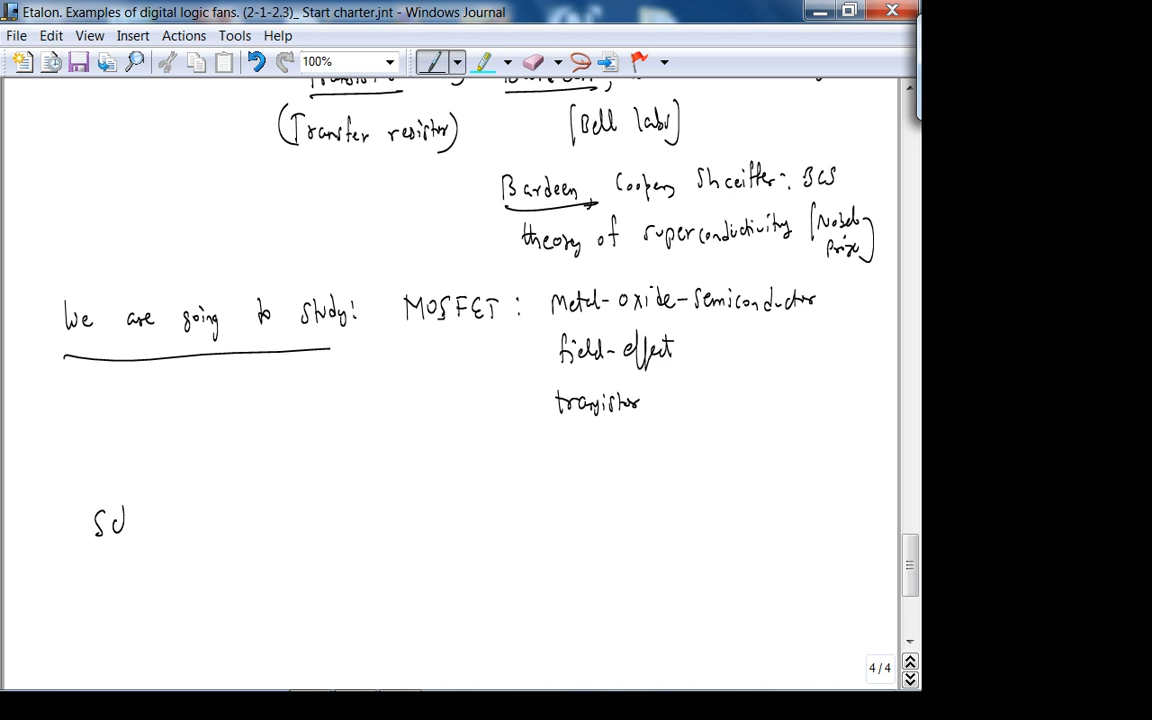 Etalon. Examples of digital logic fans. (2-1-2.3)_ Start charter.jnt - Windows Journal
File Edit View Insert Actions Tools Help
100%
(Transfer resistor) [Bell labs]
Bardeen, Cooper, Shceiffer: BCS
theory of superconductivity [Nobel
Prize]
We are going to study: MOSFET : Metal-oxide-semiconductor
field-effect
transistor
4 / 4